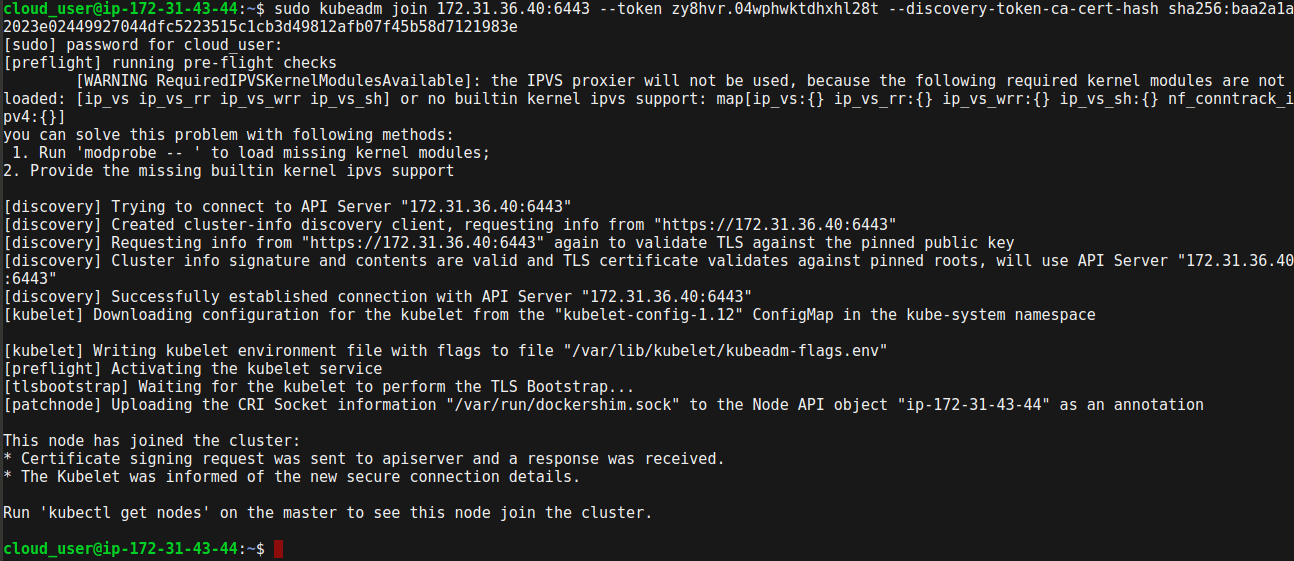 cloud_user@ip-172-31-43-44:~$ sudo kubeadm join 172.31.36.40:6443 --token zy8hvr.04wphwktdhxhl28t --discovery-token-ca-cert-hash sha256:baa2a1a
2023e02449927044dfc5223515c1cb3d49812afb07f45b58d7121983e
[sudo] password for cloud_user:
[preflight] running pre-flight checks
        [WARNING RequiredIPVSKernelModulesAvailable]: the IPVS proxier will not be used, because the following required kernel modules are not
loaded: [ip_vs ip_vs_rr ip_vs_wrr ip_vs_sh] or no builtin kernel ipvs support: map[ip_vs:{} ip_vs_rr:{} ip_vs_wrr:{} ip_vs_sh:{} nf_conntrack_i
pv4:{}]
you can solve this problem with following methods:
 1. Run 'modprobe -- ' to load missing kernel modules;
2. Provide the missing builtin kernel ipvs support

[discovery] Trying to connect to API Server "172.31.36.40:6443"
[discovery] Created cluster-info discovery client, requesting info from "https://172.31.36.40:6443"
[discovery] Requesting info from "https://172.31.36.40:6443" again to validate TLS against the pinned public key
[discovery] Cluster info signature and contents are valid and TLS certificate validates against pinned roots, will use API Server "172.31.36.40
:6443"
[discovery] Successfully established connection with API Server "172.31.36.40:6443"
[kubelet] Downloading configuration for the kubelet from the "kubelet-config-1.12" ConfigMap in the kube-system namespace

[kubelet] Writing kubelet environment file with flags to file "/var/lib/kubelet/kubeadm-flags.env"
[preflight] Activating the kubelet service
[tlsbootstrap] Waiting for the kubelet to perform the TLS Bootstrap...
[patchnode] Uploading the CRI Socket information "/var/run/dockershim.sock" to the Node API object "ip-172-31-43-44" as an annotation

This node has joined the cluster:
* Certificate signing request was sent to apiserver and a response was received.
* The Kubelet was informed of the new secure connection details.

Run 'kubectl get nodes' on the master to see this node join the cluster.

cloud_user@ip-172-31-43-44:~$